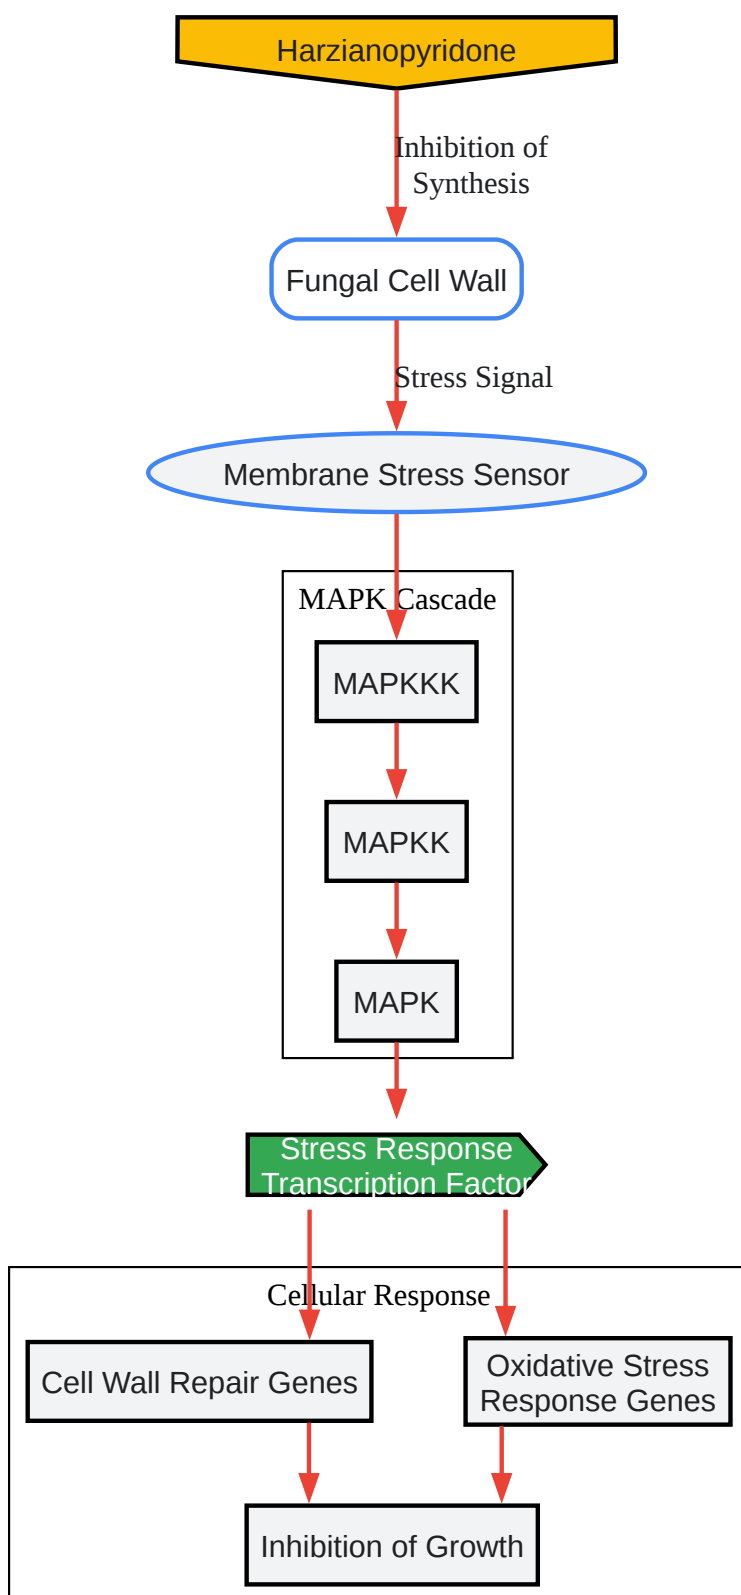 Harzianopyridone
Inhibition of
Synthesis
Fungal Cell Wall
Stress Signal
Membrane Stress Sensor
MAPK Cascade
MAPKKK
MAPKK
MAPK
Stress Response
Transcription Factor
Cellular Response
Cell Wall Repair Genes
Oxidative Stress
Response Genes
Inhibition of Growth